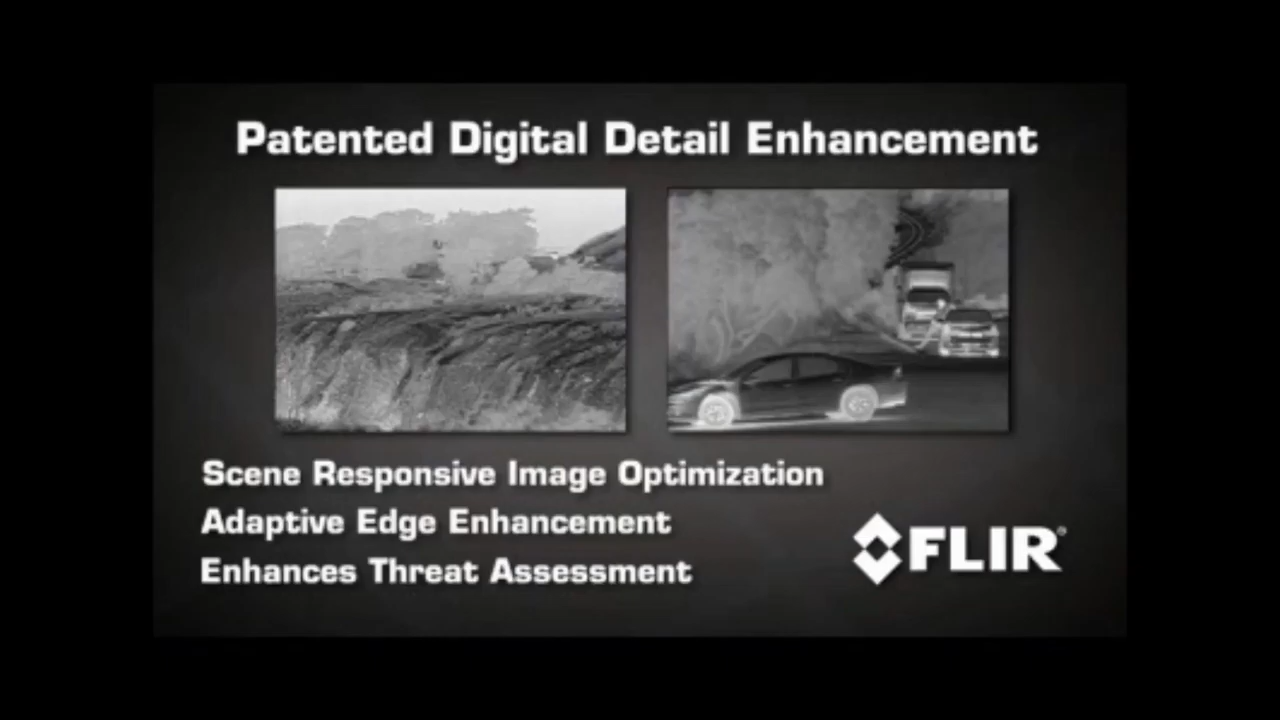 Patented Digital Detail Enhancement
Scene Responsive Image Optimization
Adaptive Edge Enhancement
Enhances Threat Assessment
FLIR®